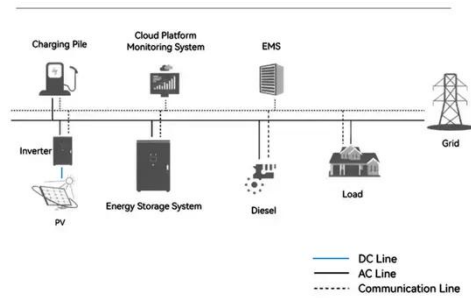 Charging Pile
Cloud Platform
Monitoring System
EMS
Grid
Inverter
PV
Energy Storage System
Diesel
Load
DC Line
AC Line
Communication Line